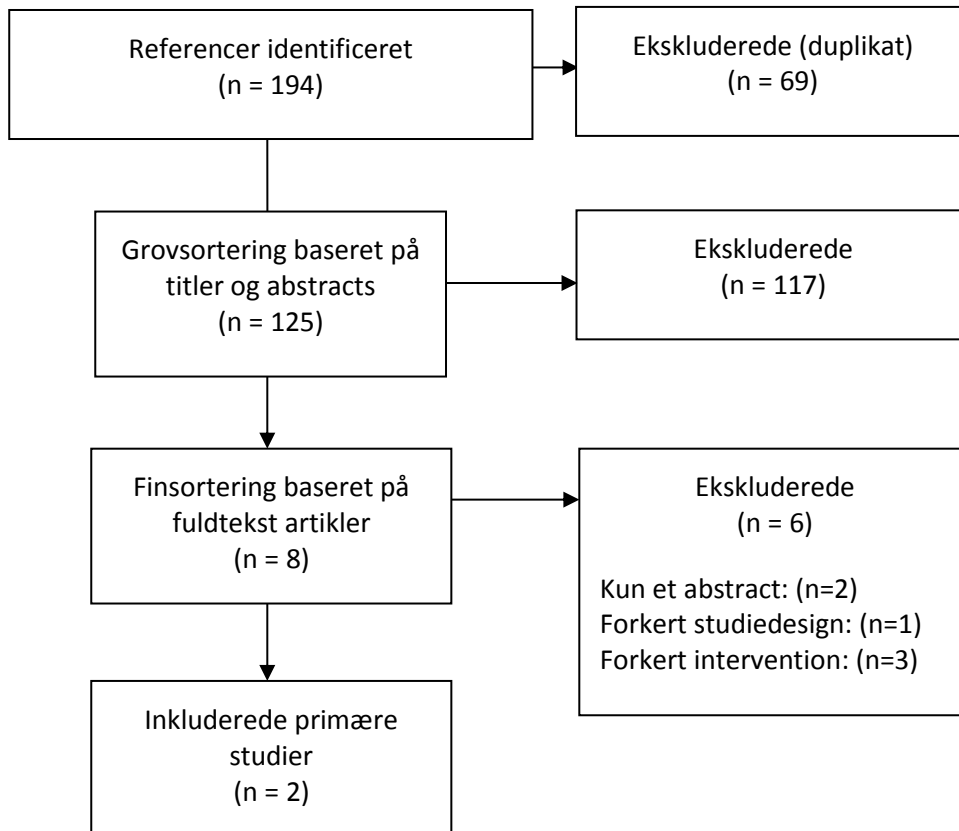 Referencer identificeret
(n = 194)
Ekskluderede (duplikat)
(n = 69)
Grovsortering baseret på
titler og abstracts
(n = 125)
Ekskluderede
(n = 117)
Finsortering baseret på
fuldtekst artikler
(n = 8)
Ekskluderede
(n = 6)
Kun et abstract: (n=2)
Forkert studiedesign: (n=1)
Forkert intervention: (n=3)
Inkluderede primære
studier
(n = 2)